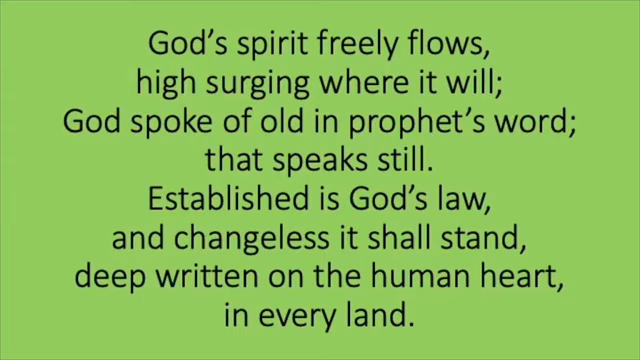 God’s spirit freely flows,
high surging where it will;
God spoke of old in prophet’s word;
that speaks still.
Established is God’s law,
and changeless it shall stand,
deep written on the human heart,
in every land.